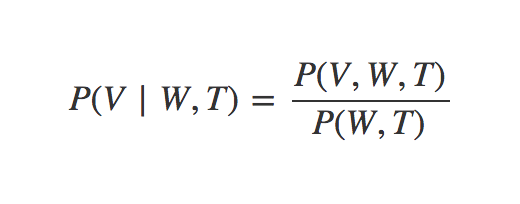 P(V | W, T) = P(V, W, T) / P(W, T)